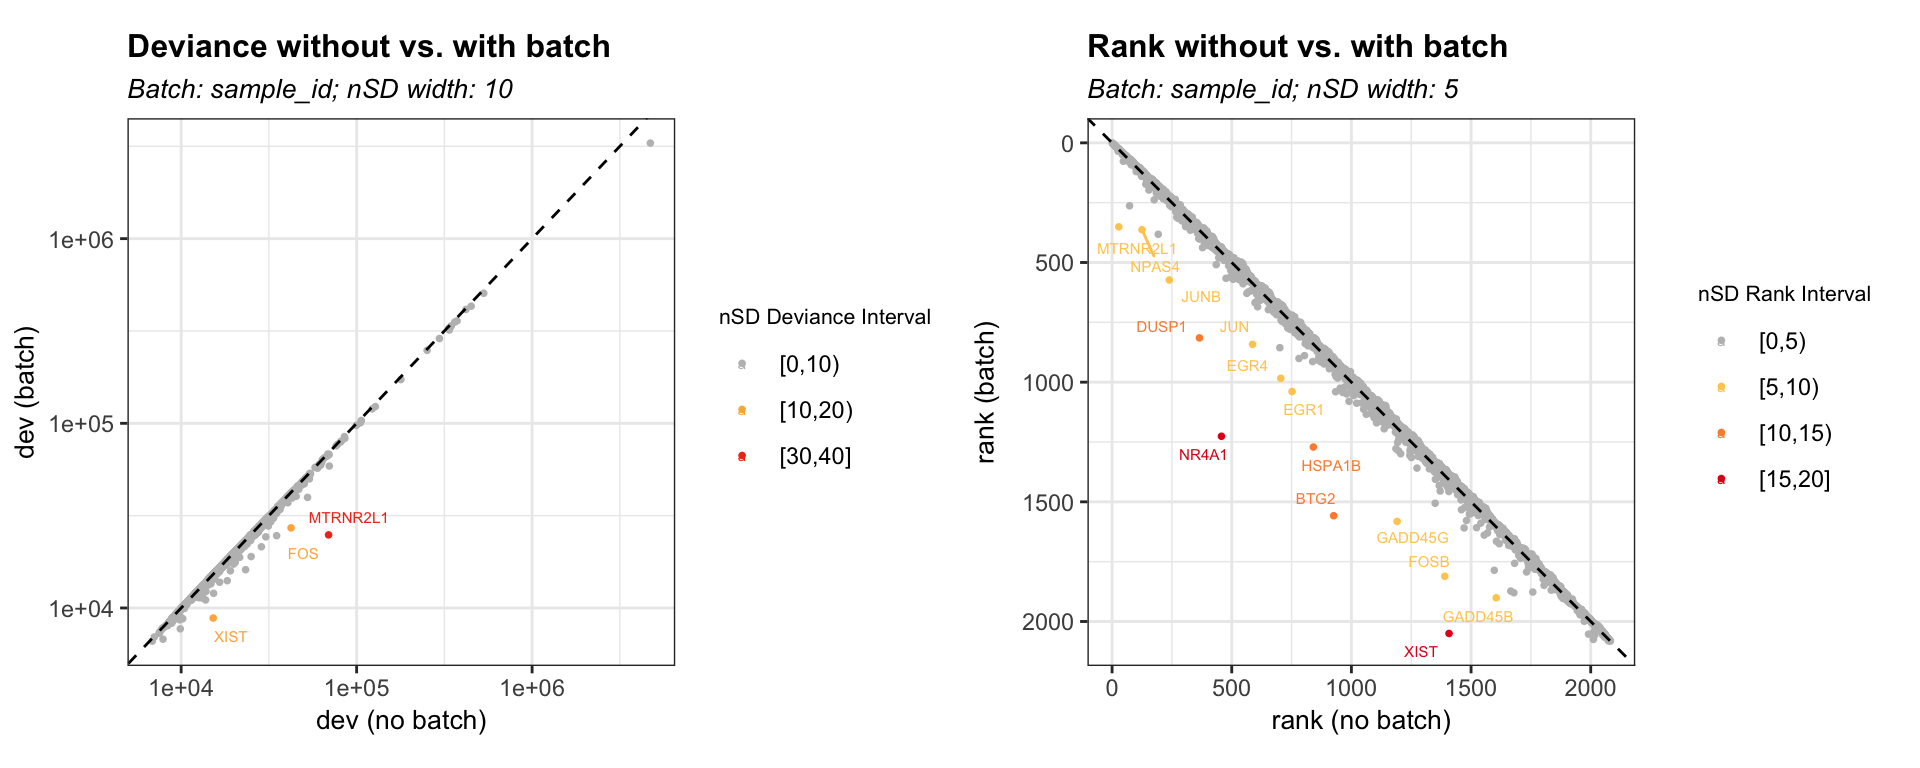 Deviance without vs. with batch
Batch: sample_id; nSD width: 10
dev (batch)
1e+06
1e+05
1e+04
MTRNR2L1
FOS
XIST
1e+04 1e+05 1e+06
dev (no batch)
nSD Deviance Interval
[0,10)
[10,20)
[30,40]
Rank without vs. with batch
Batch: sample_id; nSD width: 5
rank (batch)
0
500
1000
1500
2000
MTRNR2L1
NPAS4
JUNB
DUSP1
JUN
EGR4
EGR1
NR4A1
HSPA1B
BTG2
GADD45G
FOSB
GADD45B
XIST
0 500 1000 1500 2000
rank (no batch)
nSD Rank Interval
[0,5)
[5,10)
[10,15)
[15,20]